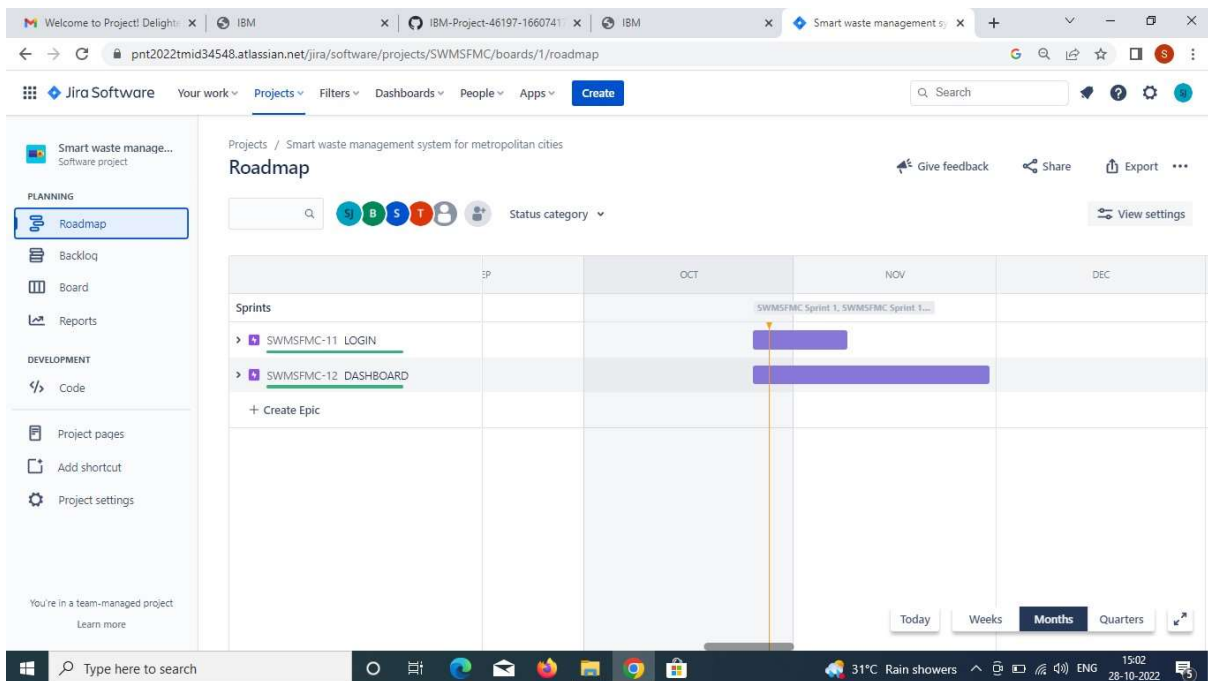 Welcome to Project! Delighte
IBM
IBM-Project-46197-1660741
IBM
Smart waste management sy
pnt2022tmid34548.atlassian.net/jira/software/projects/SWMSFMC/boards/1/roadmap
Jira Software Your work Projects Filters Dashboards People Apps Create Search SJ
Smart waste manage...
Software project
PLANNING
Roadmap
Backlog
Board
Reports
DEVELOPMENT
Code
Project pages
Add shortcut
Project settings
You're in a team-managed project
Learn more
Projects / Smart waste management system for metropolitan cities
Roadmap
Give feedback Share Export
SJ B S T Status category View settings
EP OCT NOV DEC
Sprints SWMSFMC Sprint 1, SWMSFMC Sprint 1...
SWMSFMC-11 LOGIN
SWMSFMC-12 DASHBOARD
+ Create Epic
Today Weeks Months Quarters
Type here to search 31°C Rain showers ENG 15:02
28-10-2022 5